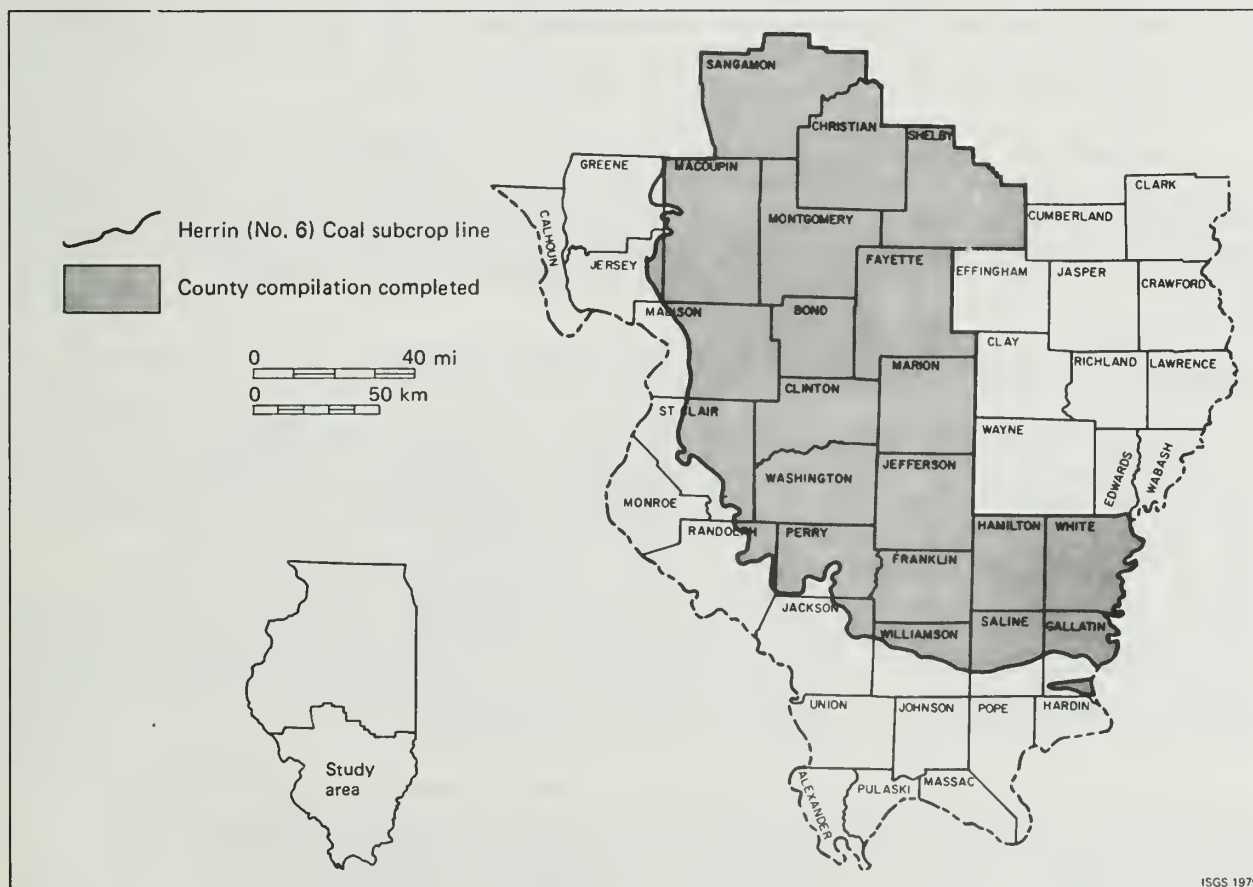 SANGAMON
CHRISTIAN
SHELBY
GREENE
MACOUPIN
CLARK
CALHOUN
MONTGOMERY
CUMBERLAND
Herrin (No. 6) Coal subcrop line
JERSEY
FAYETTE
EFFINGHAM
JASPER
CRAWFORD
County compilation completed
MADISON
BOND
CLAY
0 40 mi
MARION
RICHLAND
LAWRENCE
0 50 km
CLINTON
ST CLAIR
WAYNE
EDWARDS
WABASH
JEFFERSON
WASHINGTON
MONROE
RANDOLPH
PERRY
HAMILTON
WHITE
FRANKLIN
JACKSON
WILLIAMSON
SALINE
GALLATIN
UNION
JOHNSON
POPE
HARDIN
Study
area
ALEXANDER
PULASKI
MASSAC
ISGS 197